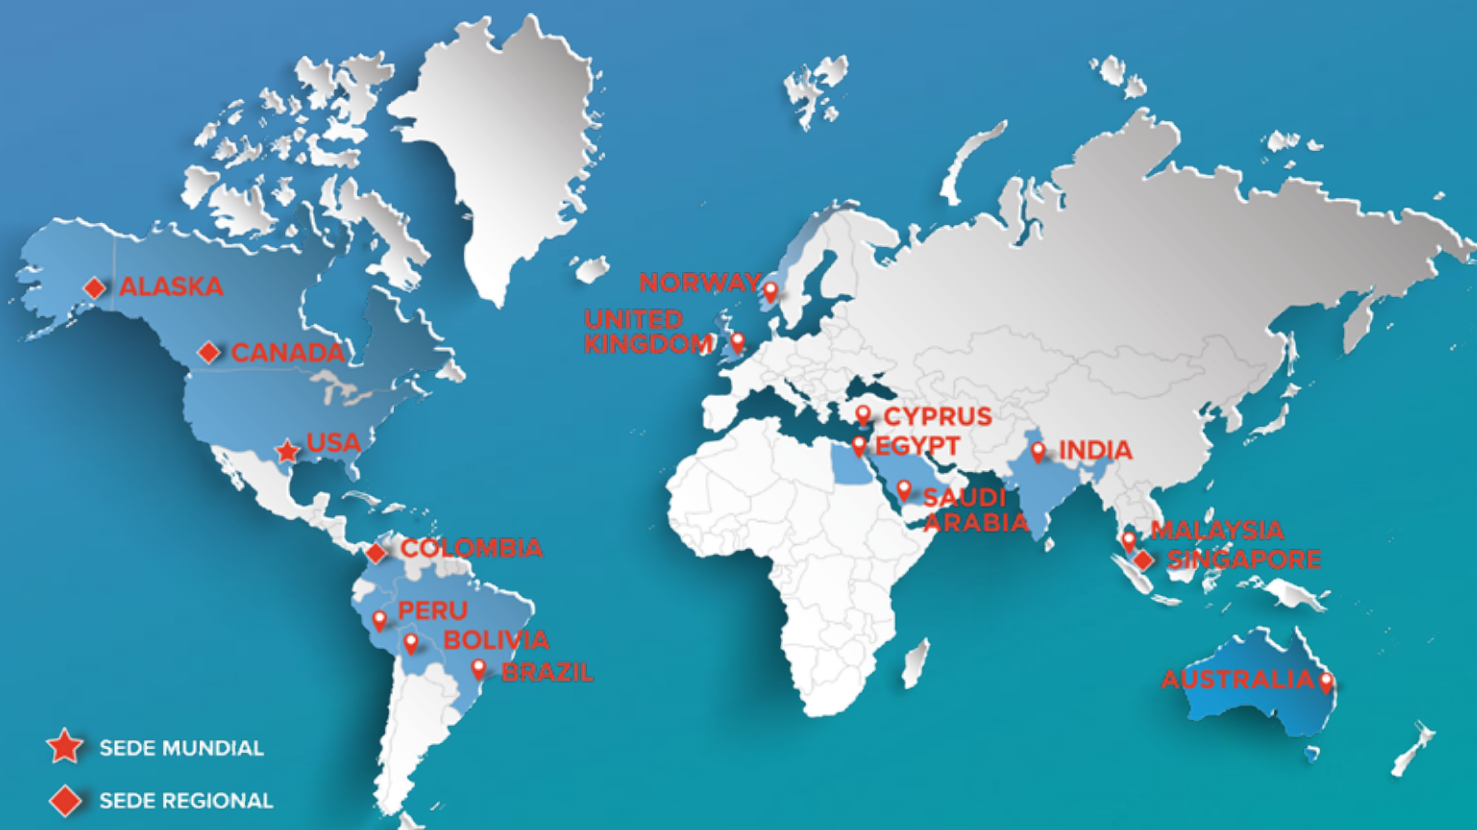 ALASKA
CANADA
USA
COLOMBIA
PERU
BOLIVIA
BRAZIL
NORWAY
UNITED
KINGDOM
CYPRUS
EGYPT
SAUDI
ARABIA
INDIA
MALAYSIA
SINGAPORE
AUSTRALIA
SEDE MUNDIAL
SEDE REGIONAL